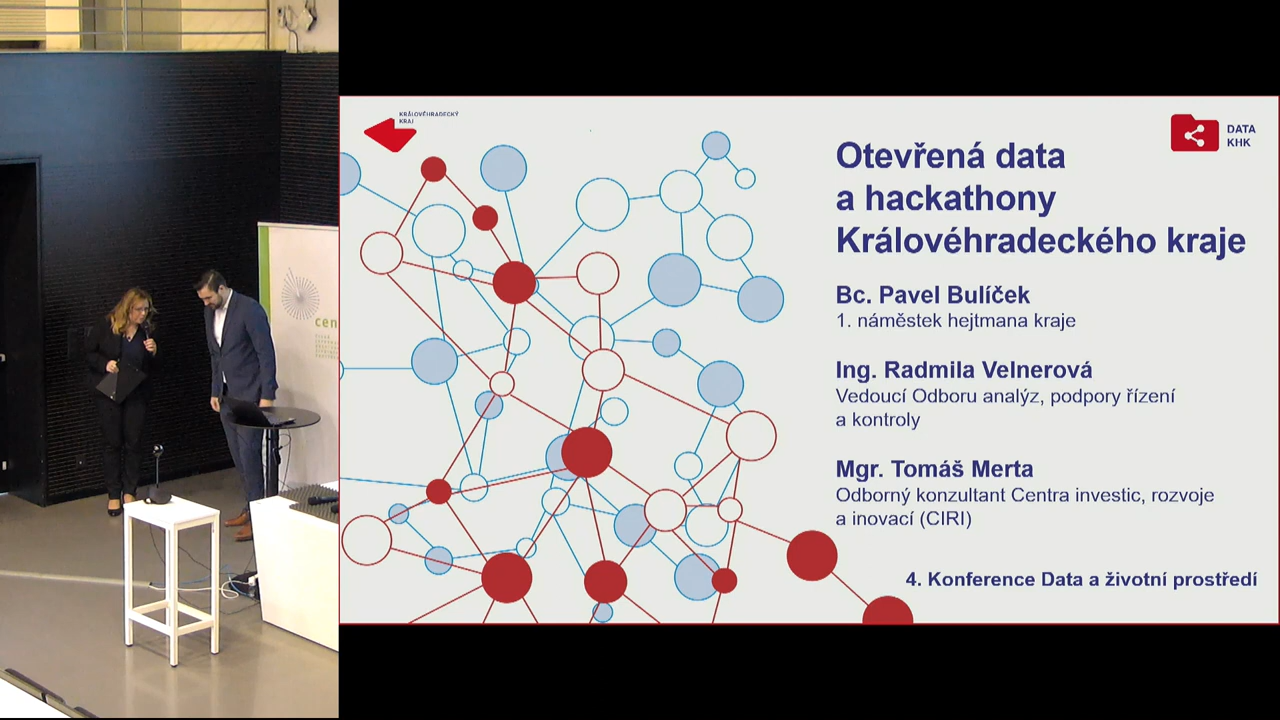 KRÁLOVÉHRADECKÝ
KRAJ
DATA
KHK
Otevřená data
a hackathony
Královéhradeckého kraje
Bc. Pavel Bulíček
1. náměstek hejtmana kraje
Ing. Radmila Velnerová
Vedoucí Odboru analýz, podpory řízení
a kontroly
Mgr. Tomáš Merta
Odborný konzultant Centra investic, rozvoje
a inovací (CIRI)
4. Konference Data a životní prostředí